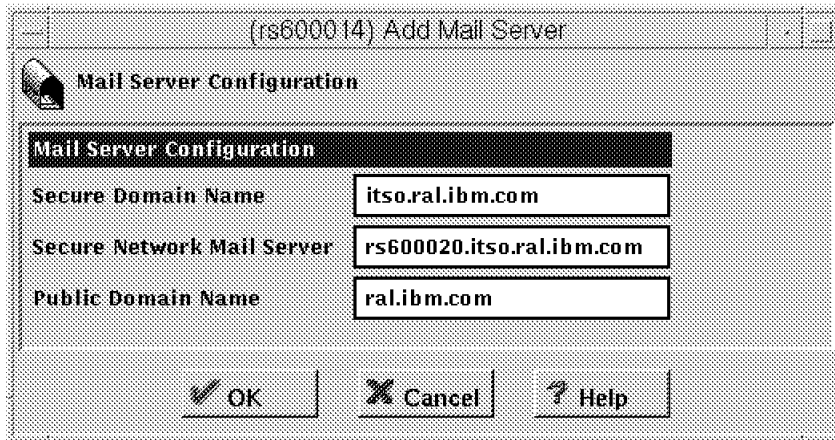 (rs600014) Add Mail Server
Mail Server Configuration
Mail Server Configuration
Secure Domain Name itso.ral.ibm.com
Secure Network Mail Server rs600020.itso.ral.ibm.com
Public Domain Name ral.ibm.com
OK Cancel Help